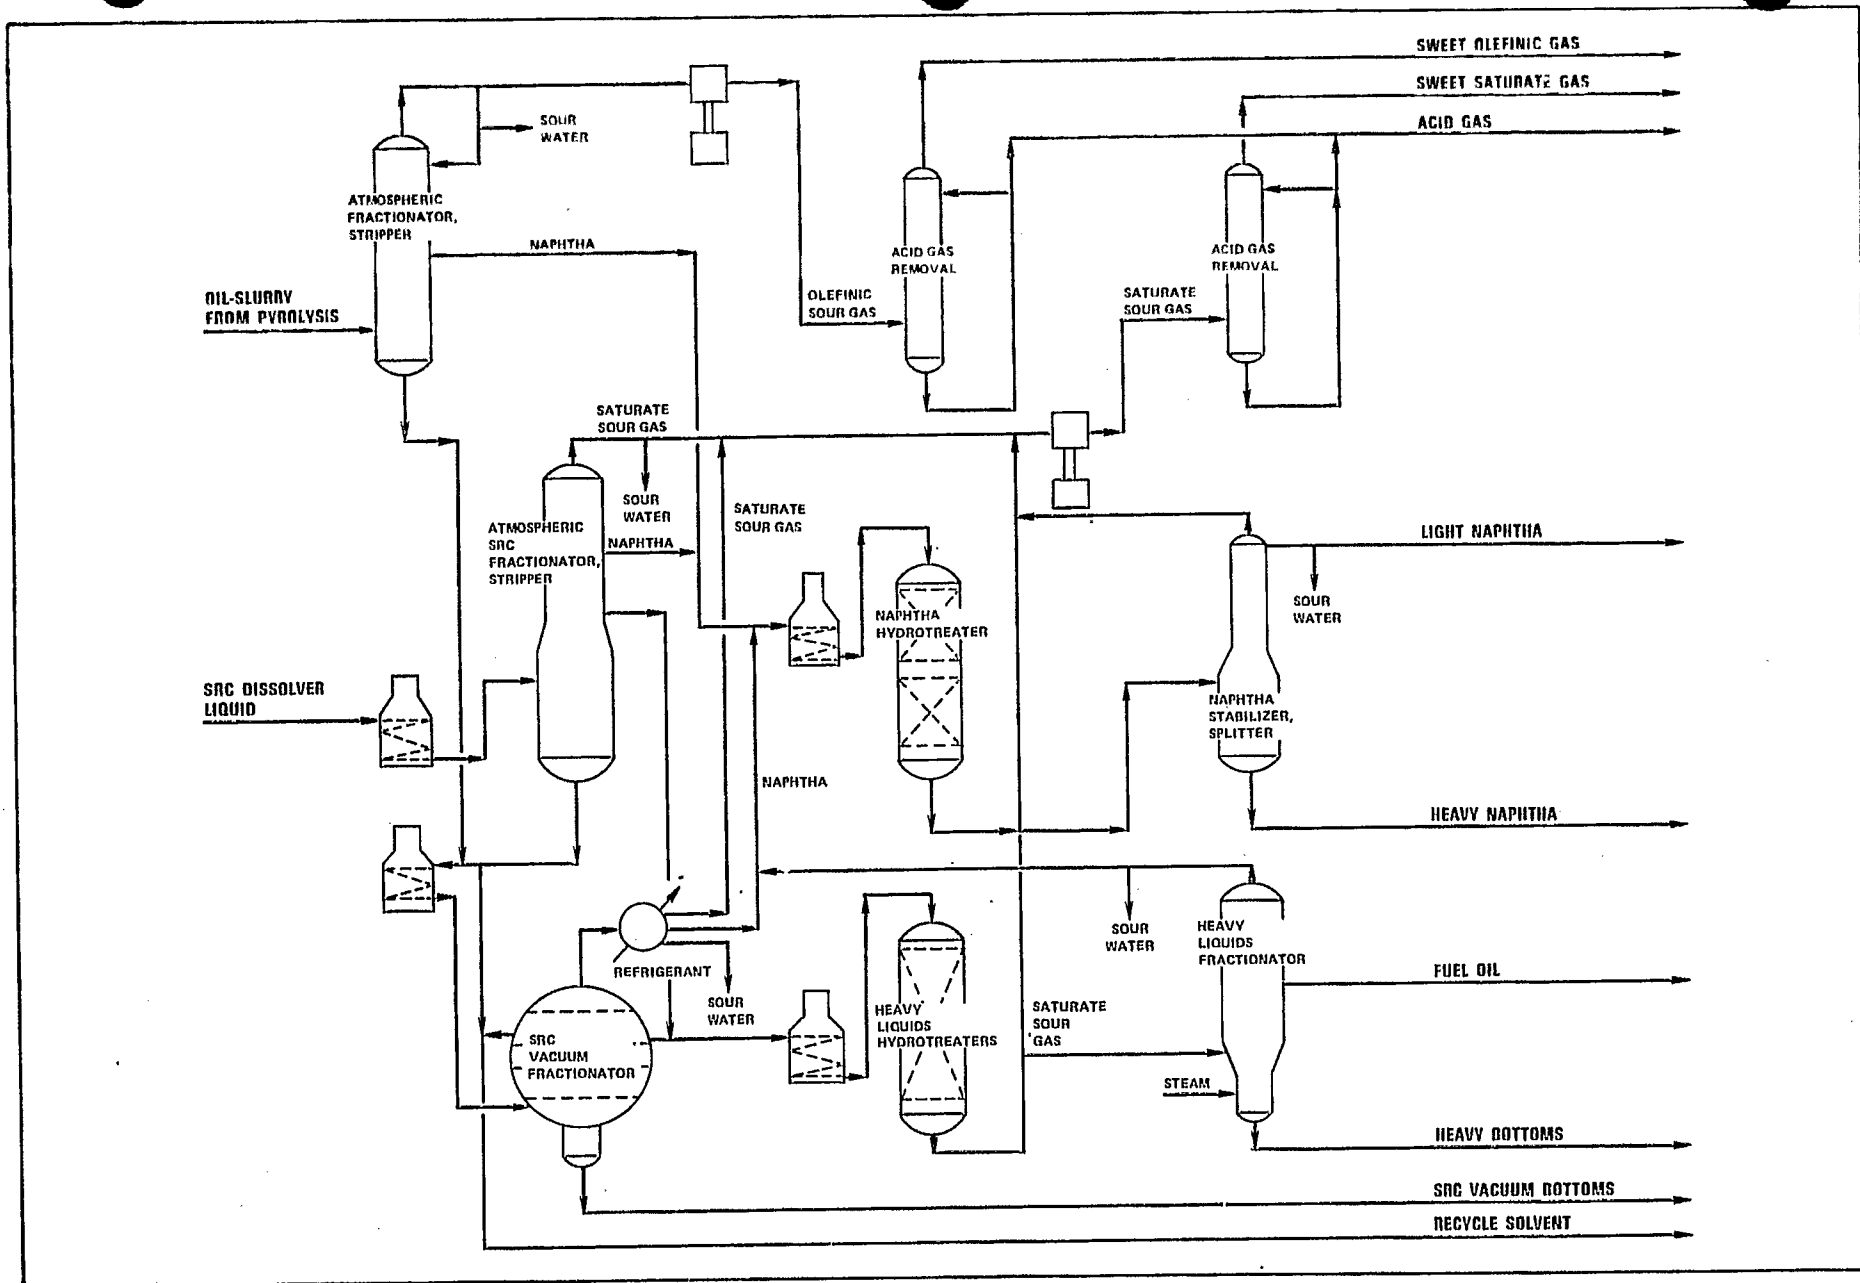 SWEET OLEFINIC GAS
SWEET SATURATE GAS
ACID GAS
SOUR
WATER
ATMOSPHERIC
FRACTIONATOR,
STRIPPER
NAPHTHA
OIL-SLURRY
FROM PYROLYSIS
OLEFINIC
SOUR GAS
ACID GAS
REMOVAL
SATURATE
SOUR GAS
ACID GAS
REMOVAL
SATURATE
SOUR GAS
SOUR
WATER
ATMOSPHERIC
SRC
FRACTIONATOR,
STRIPPER
NAPHTHA
SATURATE
SOUR GAS
NAPHTHA
HYDROTREATER
LIGHT NAPHTHA
SOUR
WATER
SRC DISSOLVER
LIQUID
NAPHTHA
STABILIZER,
SPLITTER
NAPHTHA
HEAVY NAPHTHA
SOUR
WATER
HEAVY
LIQUIDS
FRACTIONATOR
REFRIGERANT
SOUR
WATER
FUEL OIL
SRC
VACUUM
FRACTIONATOR
HEAVY
LIQUIDS
HYDROTREATERS
SATURATE
SOUR
GAS
STEAM
HEAVY BOTTOMS
SRC VACUUM BOTTOMS
RECYCLE SOLVENT